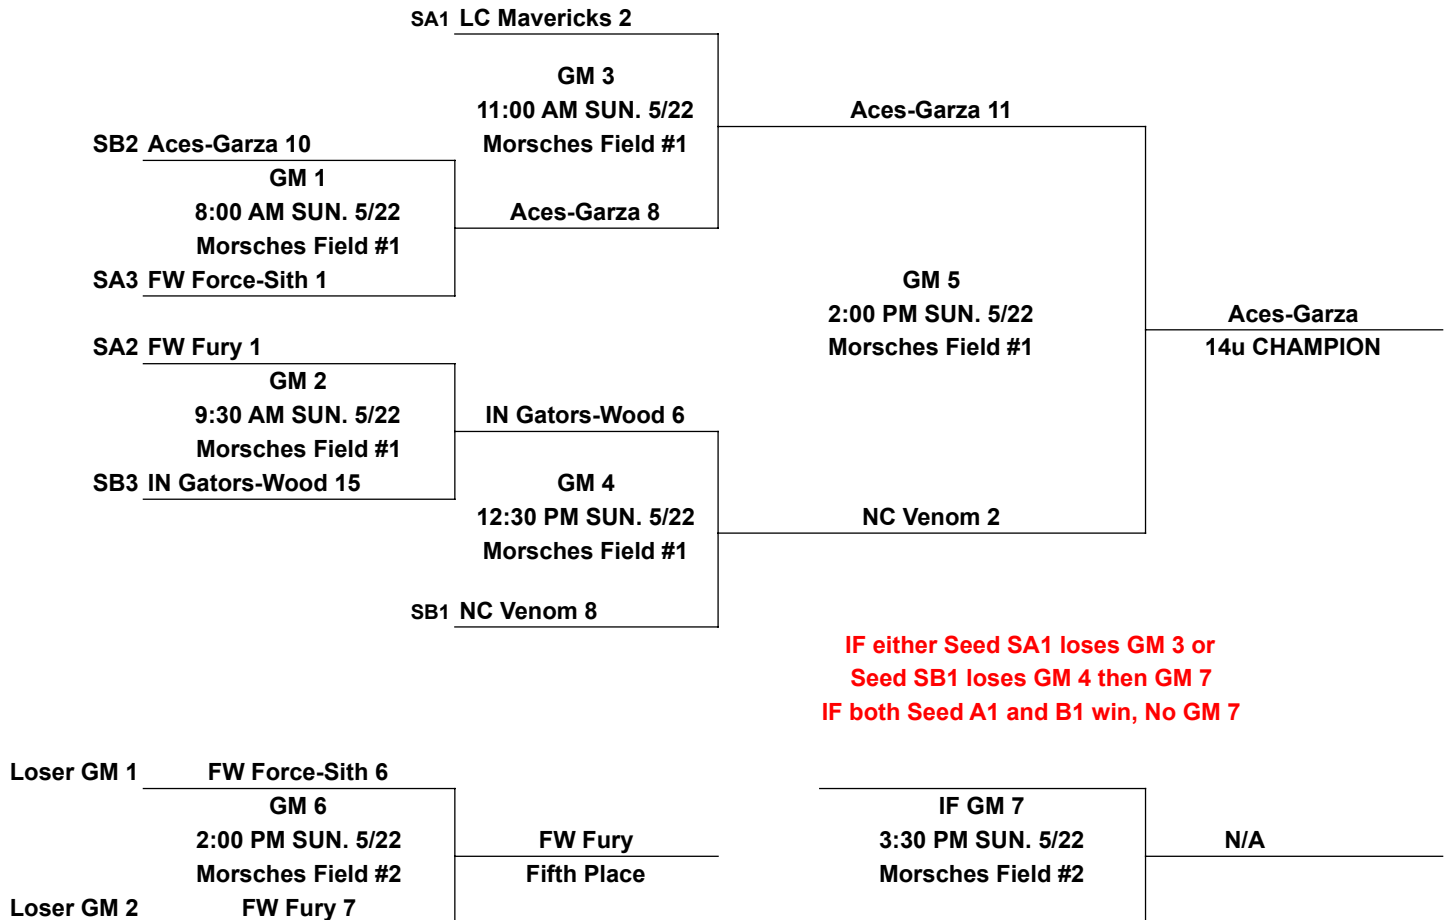 SA1 LC Mavericks 2
GM 3
11:00 AM SUN. 5/22
Morsches Field #1
Aces-Garza 11
SB2 Aces-Garza 10
GM 1
8:00 AM SUN. 5/22
Morsches Field #1
Aces-Garza 8
SA3 FW Force-Sith 1
GM 5
2:00 PM SUN. 5/22
Morsches Field #1
Aces-Garza
14u CHAMPION
SA2 FW Fury 1
GM 2
9:30 AM SUN. 5/22
Morsches Field #1
IN Gators-Wood 6
SB3 IN Gators-Wood 15
GM 4
12:30 PM SUN. 5/22
Morsches Field #1
NC Venom 2
SB1 NC Venom 8
IF either Seed SA1 loses GM 3 or
Seed SB1 loses GM 4 then GM 7
IF both Seed A1 and B1 win, No GM 7
Loser GM 1 FW Force-Sith 6
GM 6
2:00 PM SUN. 5/22
Morsches Field #2
FW Fury
Fifth Place
Loser GM 2 FW Fury 7
IF GM 7
3:30 PM SUN. 5/22
Morsches Field #2
N/A